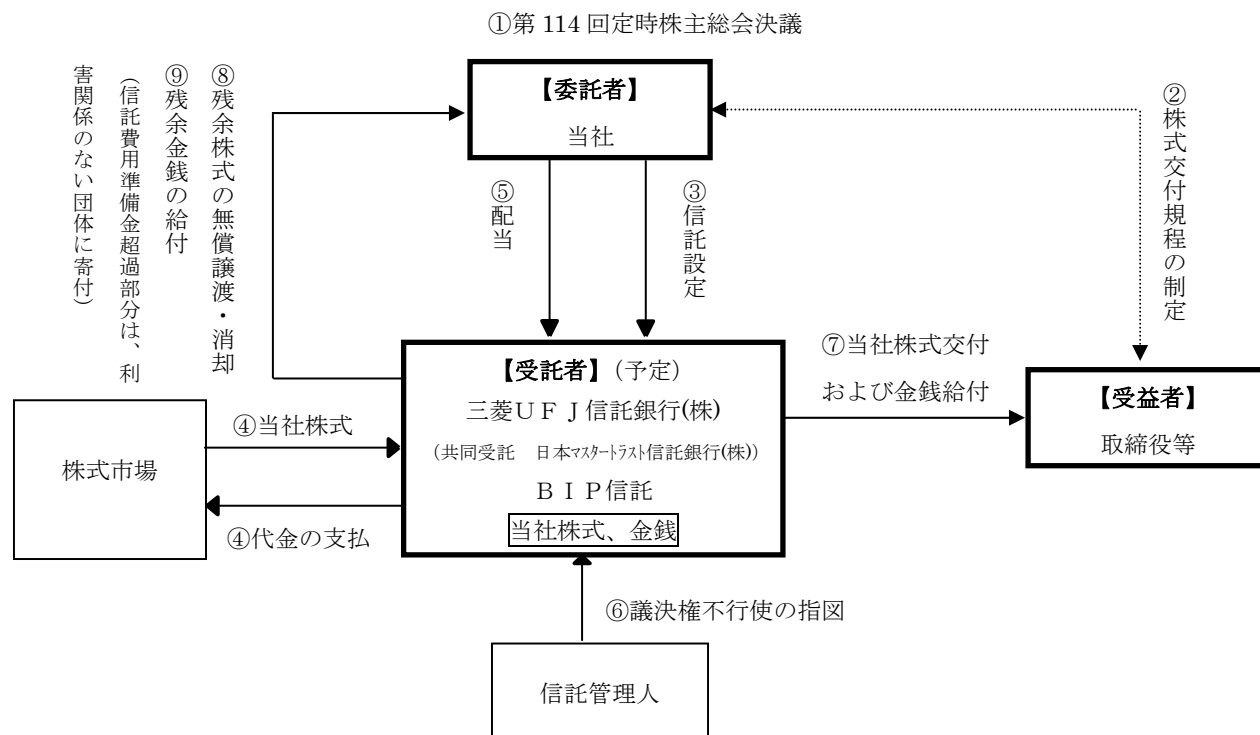 ①第 114 回定時株主総会決議
【委託者】
当社
⑧残余株式の無償譲渡・消却
⑨残余金銭の給付
（信託費用準備金超過部分は、利
害関係のない団体に寄付）
⑤配当
③信託設定
②株式交付規程の制定
【受託者】（予定）
三菱ＵＦＪ信託銀行(株)
（共同受託　日本ﾏｽﾀｰﾄﾗｽﾄ信託銀行(株)）
ＢＩＰ信託
当社株式、金銭
⑦当社株式交付
および金銭給付
【受益者】
取締役等
④当社株式
株式市場
④代金の支払
⑥議決権不行使の指図
信託管理人